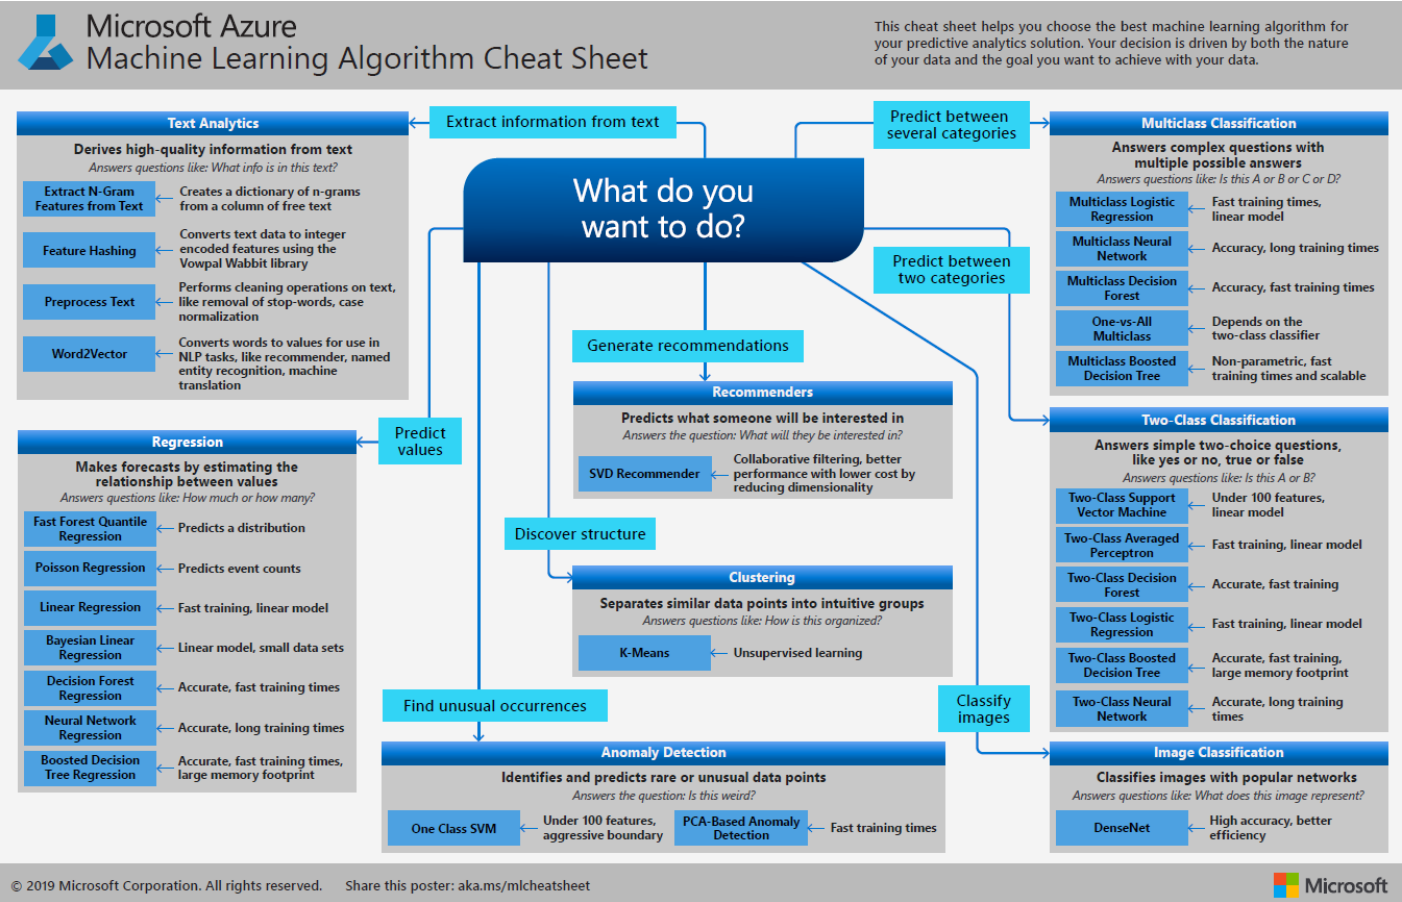 Microsoft Azure
Machine Learning Algorithm Cheat Sheet
This cheat sheet helps you choose the best machine learning algorithm for
your predictive analytics solution. Your decision is driven by both the nature
of your data and the goal you want to achieve with your data.
What do you
want to do?
Extract information from text
Text Analytics
Derives high-quality information from text
Answers questions like: What info is in this text?
Extract N-Gram
Features from Text
Creates a dictionary of n-grams
from a column of free text
Feature Hashing
Converts text data to integer
encoded features using the
Vowpal Wabbit library
Preprocess Text
Performs cleaning operations on text,
like removal of stop-words, case
normalization
Word2Vector
Converts words to values for use in
NLP tasks, like recommender, named
entity recognition, machine
translation
Predict
values
Regression
Makes forecasts by estimating the
relationship between values
Answers questions like: How much or how many?
Fast Forest Quantile
Regression
Predicts a distribution
Poisson Regression
Predicts event counts
Linear Regression
Fast training, linear model
Bayesian Linear
Regression
Linear model, small data sets
Decision Forest
Regression
Accurate, fast training times
Neural Network
Regression
Accurate, long training times
Boosted Decision
Tree Regression
Accurate, fast training times,
large memory footprint
Generate recommendations
Recommenders
Predicts what someone will be interested in
Answers the question: What will they be interested in?
SVD Recommender
Collaborative filtering, better
performance with lower cost by
reducing dimensionality
Discover structure
Clustering
Separates similar data points into intuitive groups
Answers questions like: How is this organized?
K-Means
Unsupervised learning
Find unusual occurrences
Anomaly Detection
Identifies and predicts rare or unusual data points
Answers the question: Is this weird?
One Class SVM
Under 100 features,
aggressive boundary
PCA-Based Anomaly
Detection
Fast training times
Predict between
several categories
Multiclass Classification
Answers complex questions with
multiple possible answers
Answers questions like: Is this A or B or C or D?
Multiclass Logistic
Regression
Fast training times,
linear model
Multiclass Neural
Network
Accuracy, long training times
Multiclass Decision
Forest
Accuracy, fast training times
One-vs-All
Multiclass
Depends on the
two-class classifier
Multiclass Boosted
Decision Tree
Non-parametric, fast
training times and scalable
Predict between
two categories
Two-Class Classification
Answers simple two-choice questions,
like yes or no, true or false
Answers questions like: Is this A or B?
Two-Class Support
Vector Machine
Under 100 features,
linear model
Two-Class Averaged
Perceptron
Fast training, linear model
Two-Class Decision
Forest
Accurate, fast training
Two-Class Logistic
Regression
Fast training, linear model
Two-Class Boosted
Decision Tree
Accurate, fast training,
large memory footprint
Two-Class Neural
Network
Accurate, long training
times
Classify
images
Image Classification
Classifies images with popular networks
Answers questions like: What does this image represent?
DenseNet
High accuracy, better
efficiency
© 2019 Microsoft Corporation. All rights reserved.
Share this poster: aka.ms/mlcheatsheet
Microsoft